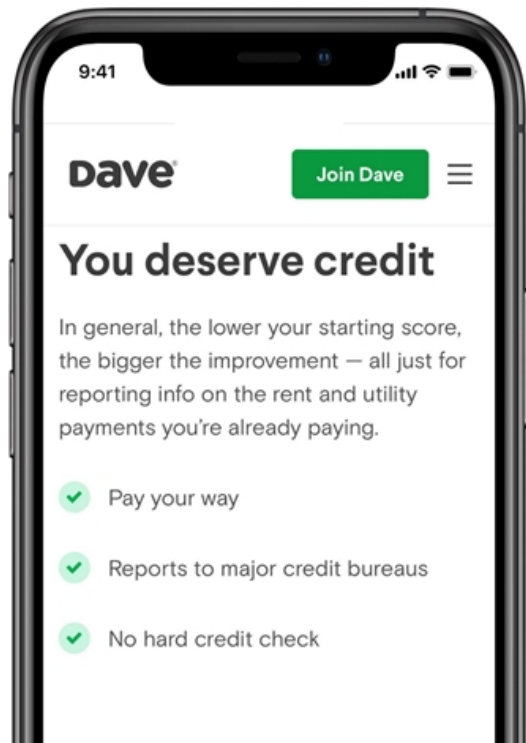 9:41
Dave®
Join Dave
You deserve credit
In general, the lower your starting score,
the bigger the improvement — all just for
reporting info on the rent and utility
payments you're already paying.
Pay your way
Reports to major credit bureaus
No hard credit check